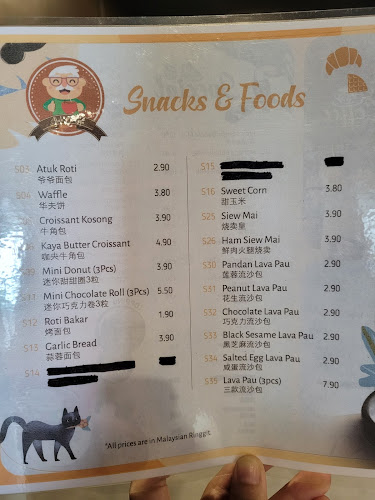 Snacks & Foods
S03 Atuk Roti 2.90
爷爷面包
S04 Waffle 3.80
华夫饼
Croissant Kosong 3.90
牛角包
Kaya Butter Croissant 4.90
咖央牛角包
Mini Donut (3Pcs) 3.90
迷你甜甜圈3粒
S11 Mini Chocolate Roll (3Pcs) 5.50
迷你巧克力卷3粒
S12 Roti Bakar 1.90
烤面包
S13 Garlic Bread 3.90
蒜蓉面包
S14
S15
S16 Sweet Corn 3.80
甜玉米
S25 Siew Mai 3.80
烧卖皇
S26 Ham Siew Mai 3.80
鲜肉火腿烧卖
S30 Pandan Lava Pau 2.90
莲蓉流沙包
S31 Peanut Lava Pau 2.90
花生流沙包
S32 Chocolate Lava Pau 2.90
巧克力流沙包
S33 Black Sesame Lava Pau 2.90
黑芝麻流沙包
S34 Salted Egg Lava Pau 2.90
咸蛋流沙包
S35 Lava Pau (3pcs) 7.90
三款流沙包
*All prices are in Malaysian Ringgit